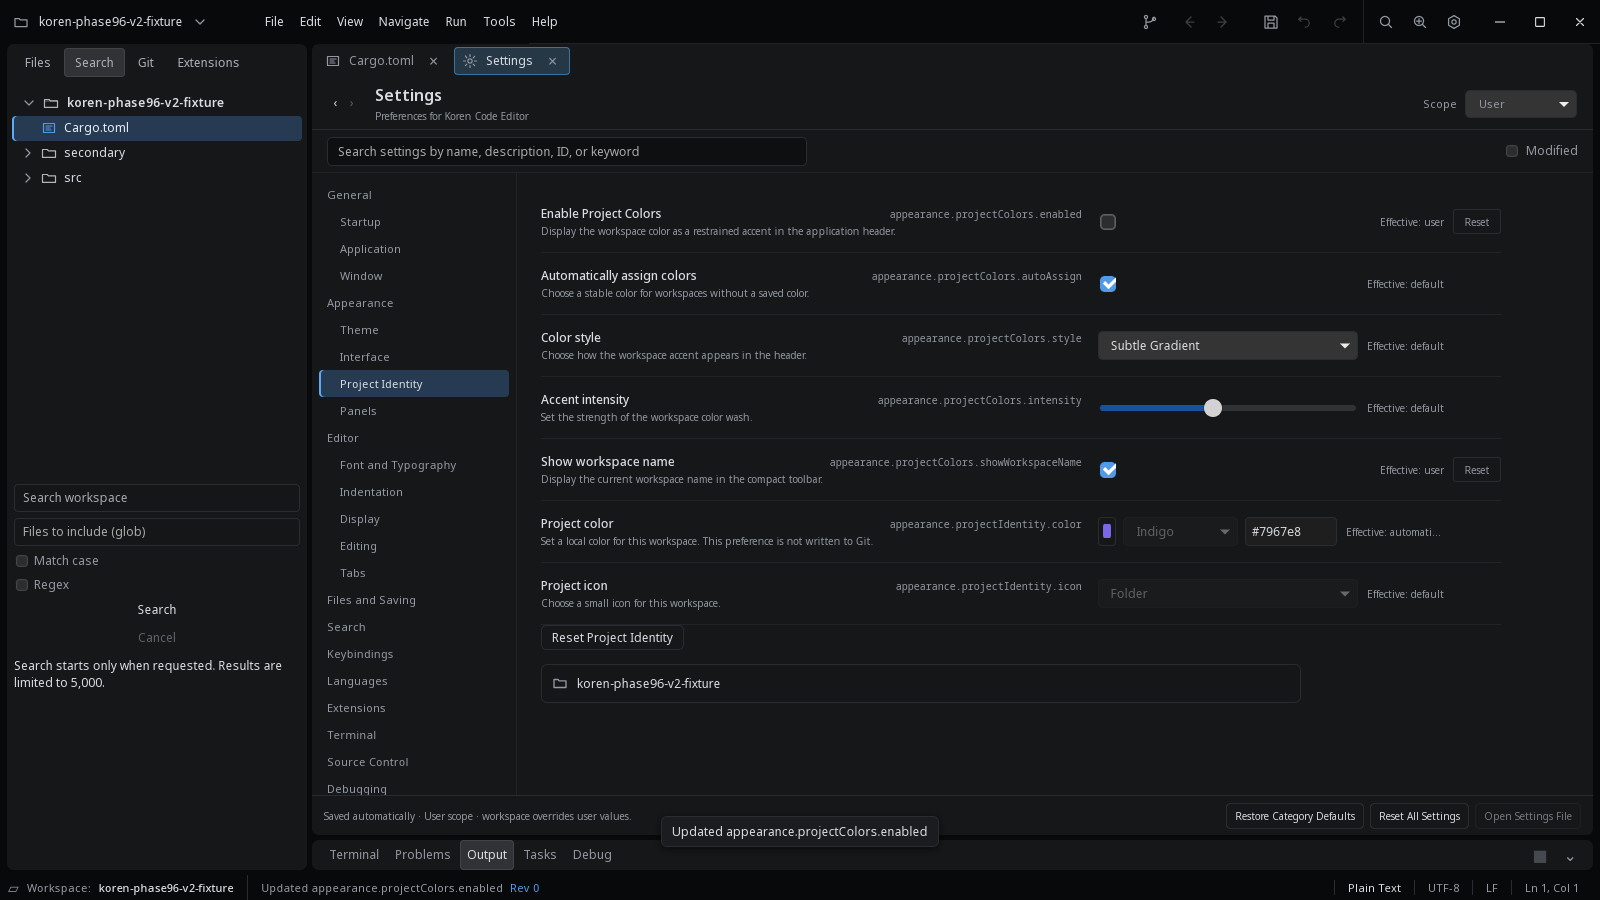 koren-phase96-v2-fixture File Edit View Navigate Run Tools Help
Files Search Git Extensions
koren-phase96-v2-fixture
Cargo.toml
secondary
src
Search workspace
Files to include (glob)
Match case
Regex
Search
Cancel
Search starts only when requested. Results are
limited to 5,000.
Cargo.toml Settings
Settings
Preferences for Koren Code Editor
Scope User
Search settings by name, description, ID, or keyword
Modified
General
Startup
Application
Window
Appearance
Theme
Interface
Project Identity
Panels
Editor
Font and Typography
Indentation
Display
Editing
Tabs
Files and Saving
Search
Keybindings
Languages
Extensions
Terminal
Source Control
Debugging
Enable Project Colors appearance.projectColors.enabled Effective: user Reset
Display the workspace color as a restrained accent in the application header.
Automatically assign colors appearance.projectColors.autoAssign Effective: default
Choose a stable color for workspaces without a saved color.
Color style appearance.projectColors.style Subtle Gradient Effective: default
Choose how the workspace accent appears in the header.
Accent intensity appearance.projectColors.intensity Effective: default
Set the strength of the workspace color wash.
Show workspace name appearance.projectColors.showWorkspaceName Effective: user Reset
Display the current workspace name in the compact toolbar.
Project color appearance.projectIdentity.color Indigo #7967e8 Effective: automati...
Set a local color for this workspace. This preference is not written to Git.
Project icon appearance.projectIdentity.icon Folder Effective: default
Choose a small icon for this workspace.
Reset Project Identity
koren-phase96-v2-fixture
Saved automatically · User scope · workspace overrides user values.
Restore Category Defaults Reset All Settings Open Settings File
Updated appearance.projectColors.enabled
Terminal Problems Output Tasks Debug
Workspace: koren-phase96-v2-fixture Updated appearance.projectColors.enabled Rev 0 Plain Text UTF-8 LF Ln 1, Col 1